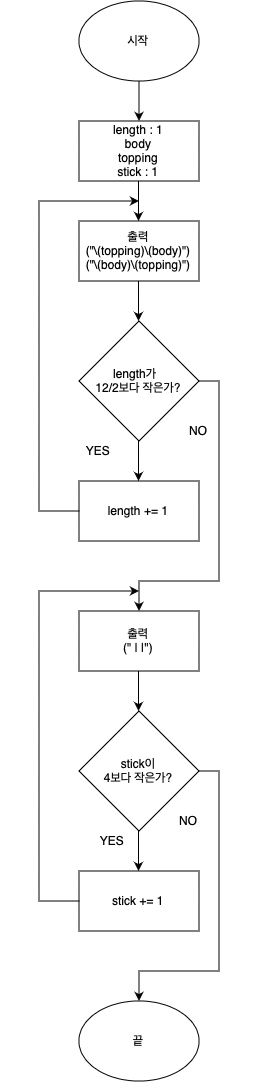 시작
length : 1
body
topping
stick : 1
출력
("\(topping)\(body)")
("\(body)\(topping)")
length가
12/2보다 작은가?
NO
YES
length += 1
출력
(" | |")
stick이
4보다 작은가?
NO
YES
stick += 1
끝